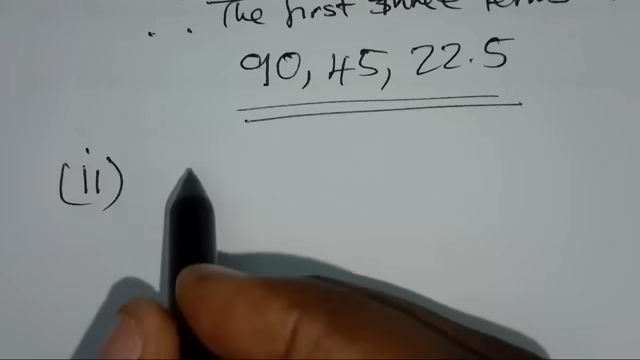 ∴ The first three terms
90, 45, 22.5
(ii)